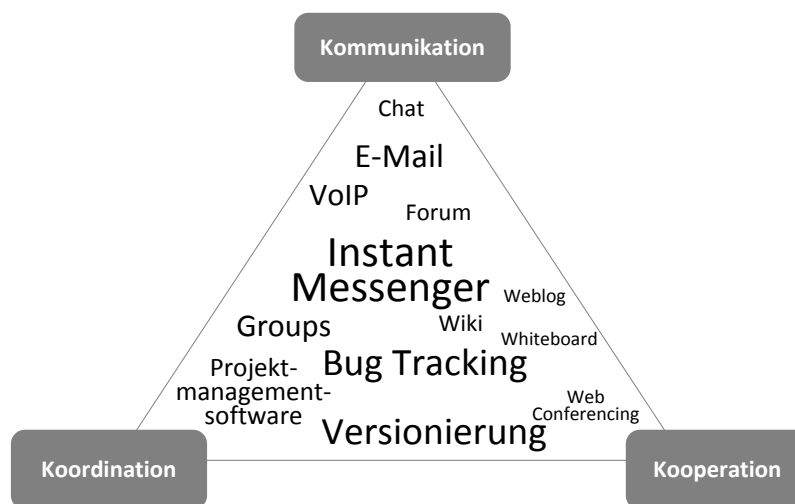 Kommunikation
Chat
E-Mail
VoIP
Forum
Instant
Messenger
Weblog
Groups
Wiki
Whiteboard
Bug Tracking
Projekt-
management-
software
Web
Conferencing
Versionierung
Koordination
Kooperation